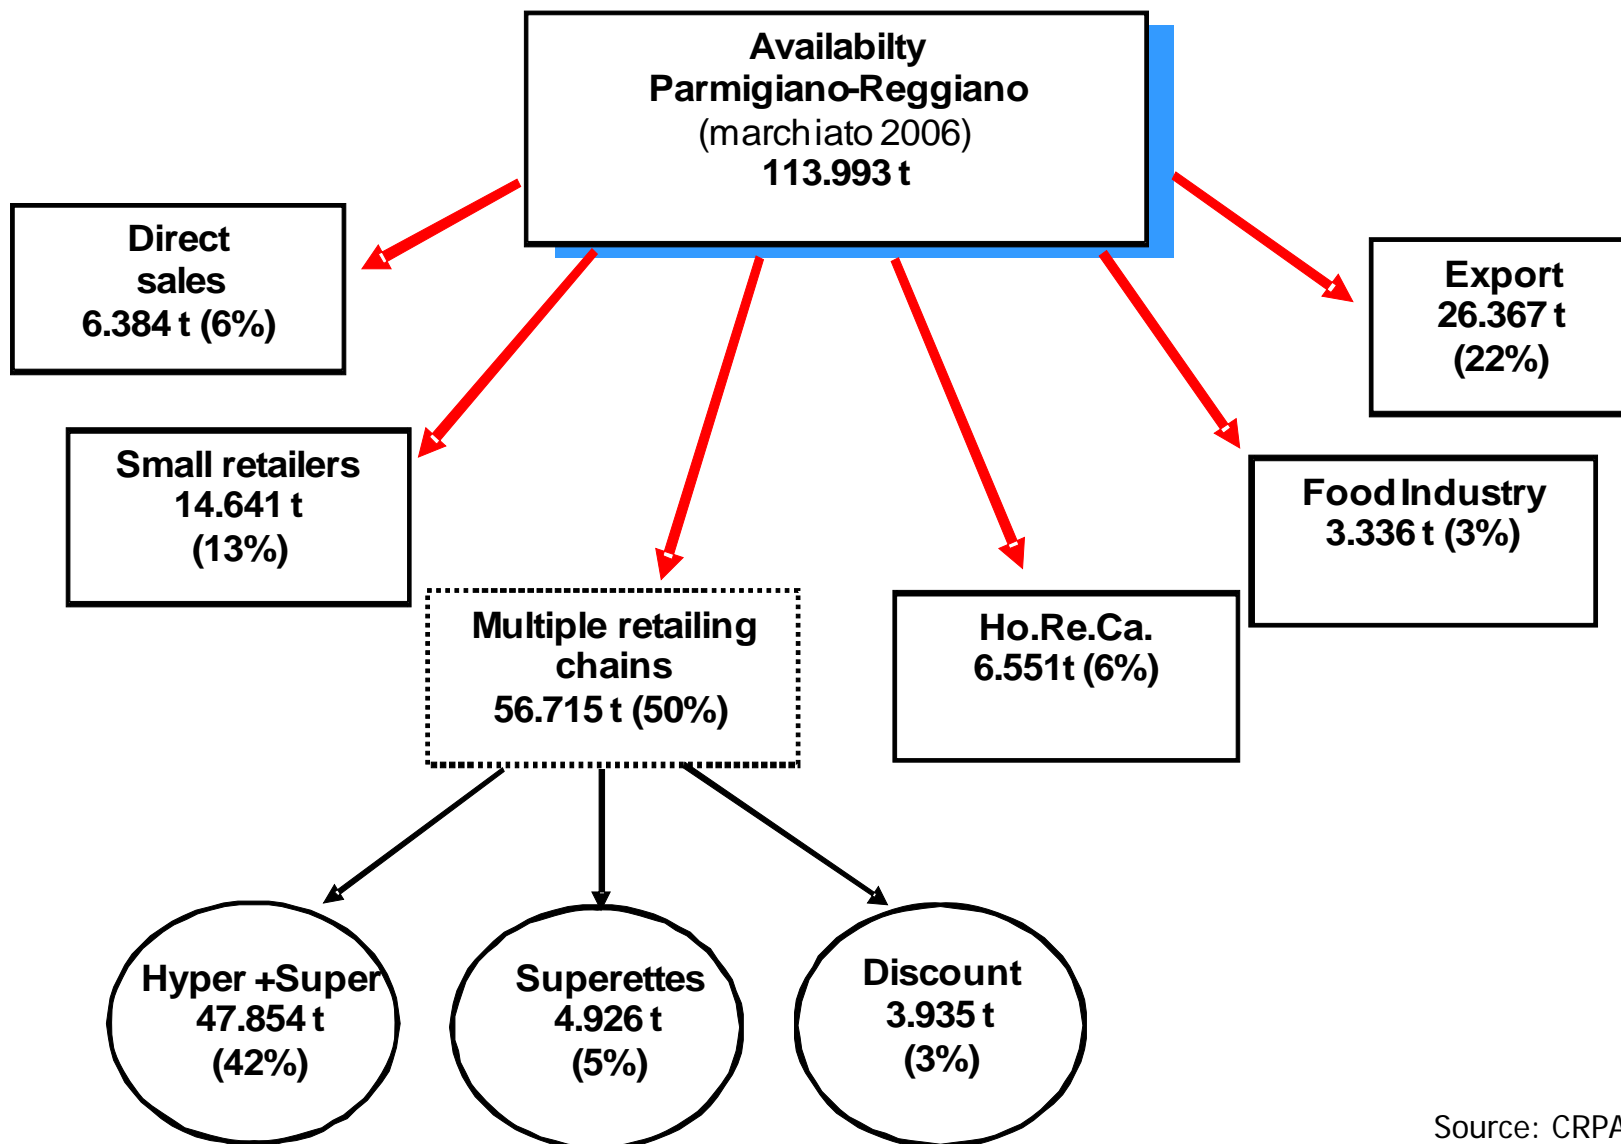 Availabilty
Parmigiano-Reggiano
(marchiato 2006)
113.993 t
Direct
sales
6.384 t (6%)
Export
26.367 t
(22%)
Small retailers
14.641 t
(13%)
Food Industry
3.336 t (3%)
Multiple retailing
chains
56.715 t (50%)
Ho.Re.Ca.
6.551t (6%)
Hyper +Super
47.854 t
(42%)
Superettes
4.926 t
(5%)
Discount
3.935 t
(3%)
Source: CRPA